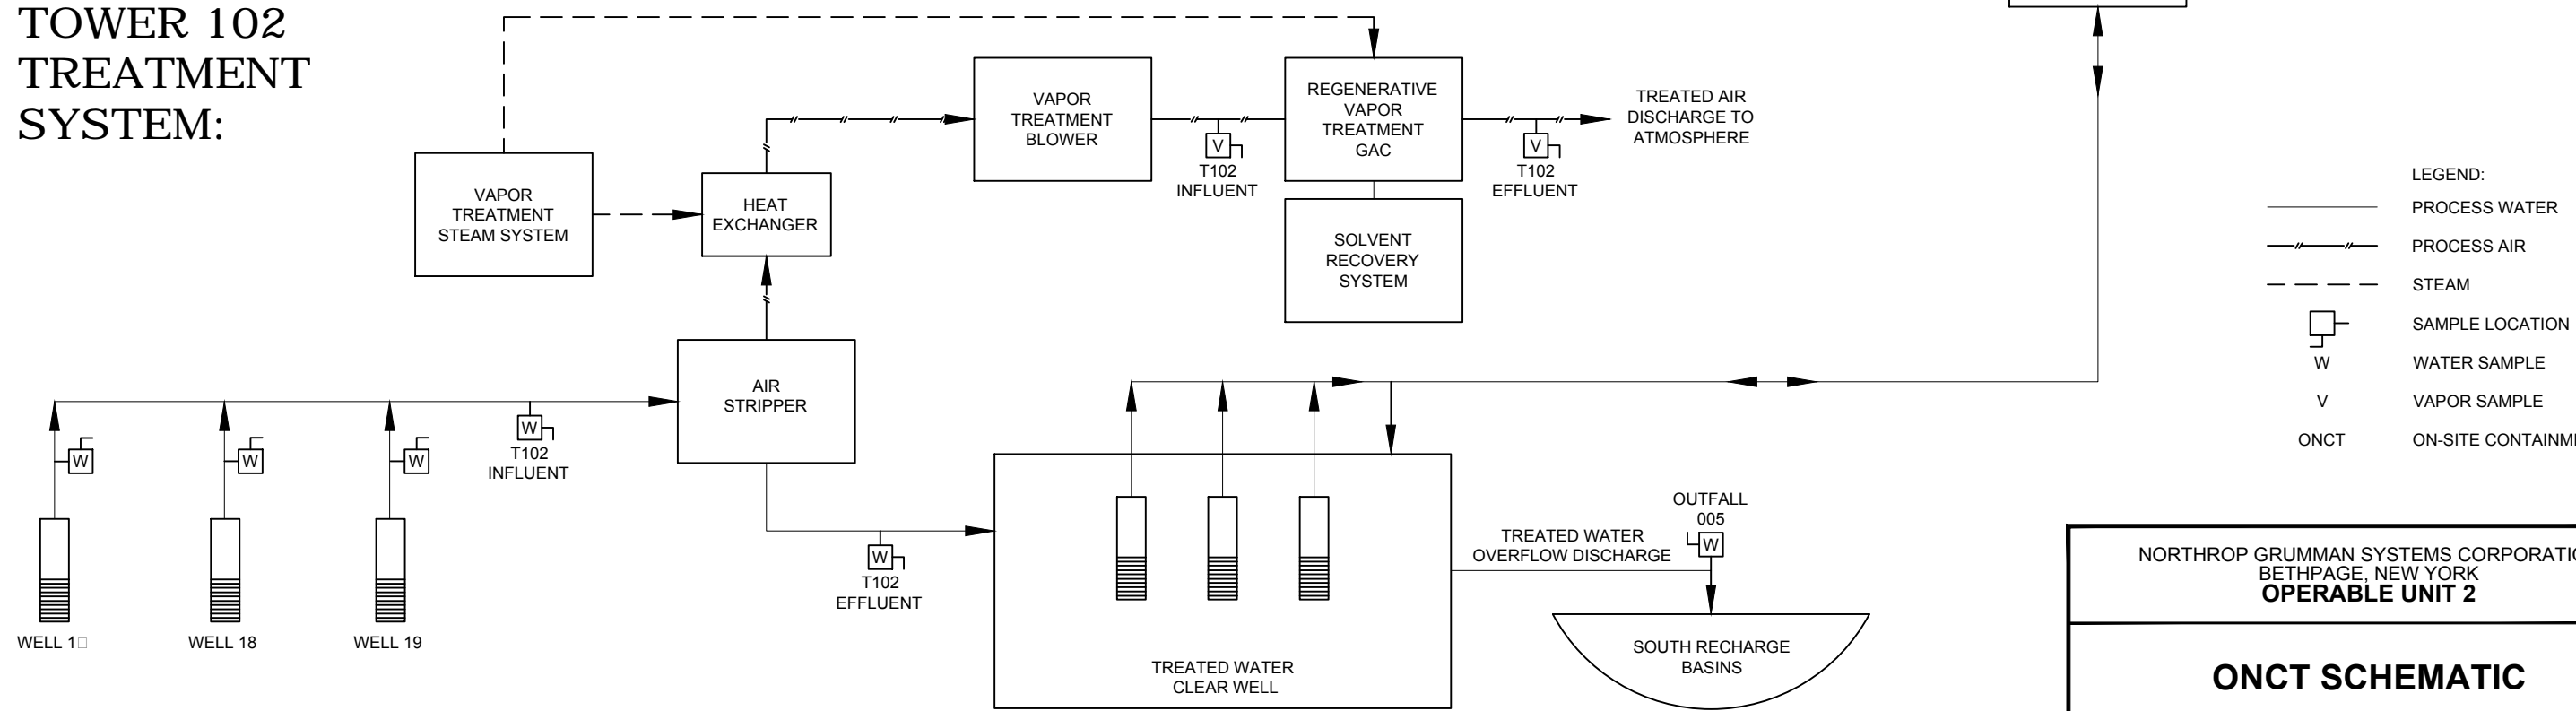 TOWER 102
TREATMENT
SYSTEM:
VAPOR
TREATMENT
STEAM SYSTEM
HEAT
EXCHANGER
VAPOR
TREATMENT
BLOWER
V
T102
INFLUENT
REGENERATIVE
VAPOR
TREATMENT
GAC
V
T102
EFFLUENT
TREATED AIR
DISCHARGE TO
ATMOSPHERE
SOLVENT
RECOVERY
SYSTEM
AIR
STRIPPER
W
W
W
W
T102
INFLUENT
WELL 1
WELL 18
WELL 19
W
T102
EFFLUENT
TREATED WATER
CLEAR WELL
TREATED WATER
OVERFLOW DISCHARGE
OUTFALL
005
W
SOUTH RECHARGE
BASINS
LEGEND:
PROCESS WATER
PROCESS AIR
STEAM
SAMPLE LOCATION
W WATER SAMPLE
V VAPOR SAMPLE
ONCT ON-SITE
NORTHROP GRUMMAN SYSTEMS
BETHPAGE, NEW YORK
OPERABLE UNIT 2
ONCT SCHEMATIC